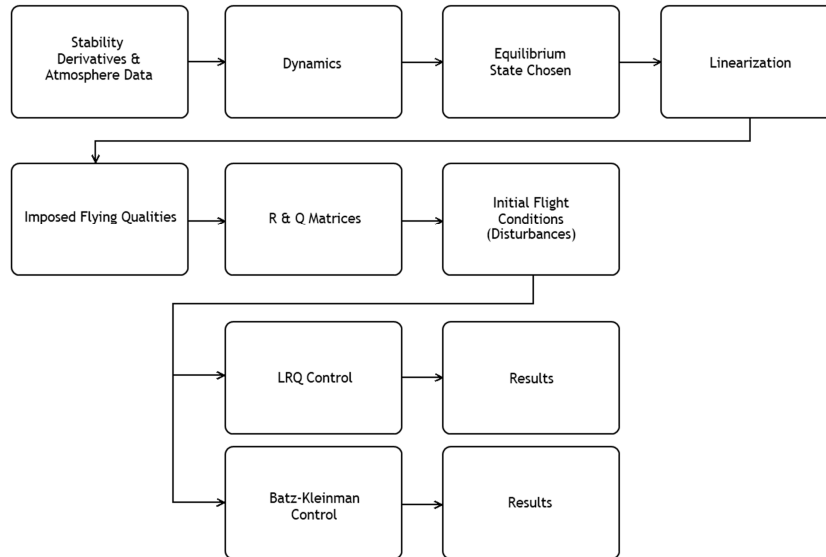 Stability
Derivatives &
Atmosphere Data
Dynamics
Equilibrium
State Chosen
Linearization
Imposed Flying Qualities
R & Q Matrices
Initial Flight
Conditions
(Disturbances)
LRQ Control
Results
Batz-Kleinman
Control
Results